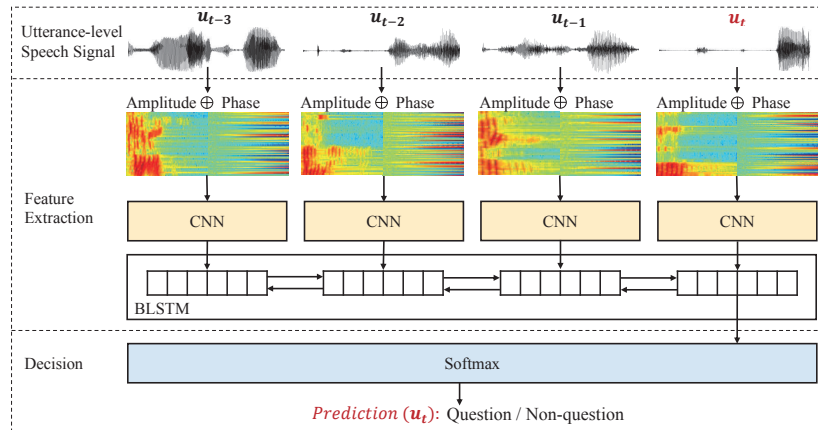 u_{t−3} u_{t−2} u_{t−1} u_t
Utterance-level
Speech Signal
Amplitude ⊕ Phase Amplitude ⊕ Phase Amplitude ⊕ Phase Amplitude ⊕ Phase
Feature
Extraction
CNN CNN CNN CNN
BLSTM
Decision
Softmax
Prediction (u_t): Question / Non-question